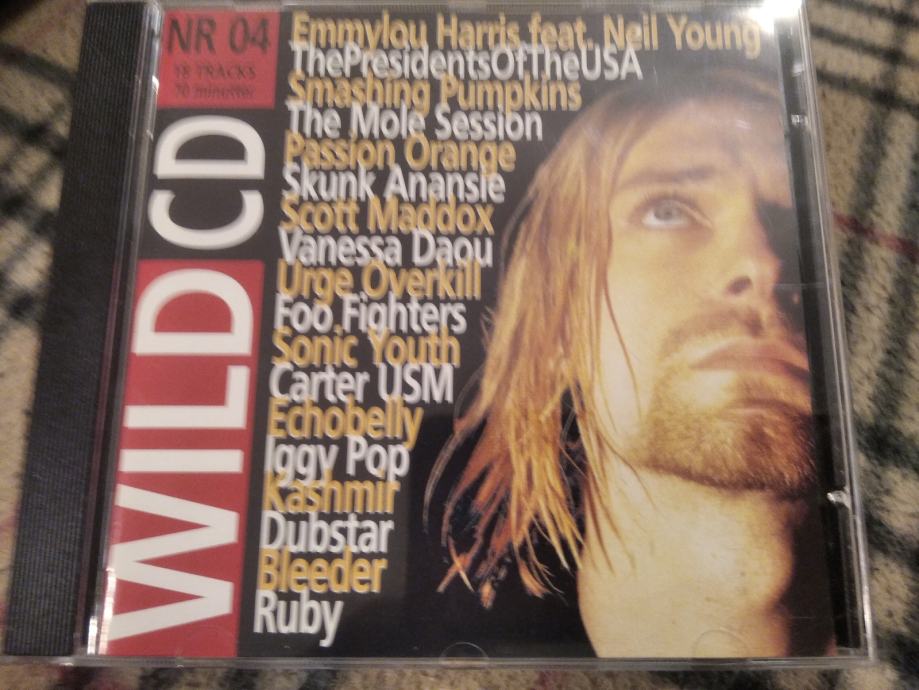 NR 04
18 TRACKS
70 minutter
WILD CD
Emmylou Harris feat. Neil Young
ThePresidentsOfTheUSA
Smashing Pumpkins
The Mole Session
Passion Orange
Skunk Anansie
Scott Maddox
Vanessa Daou
Urge Overkill
Foo Fighters
Sonic Youth
Carter USM
Echobelly
Iggy Pop
Kashmir
Dubstar
Bleeder
Ruby